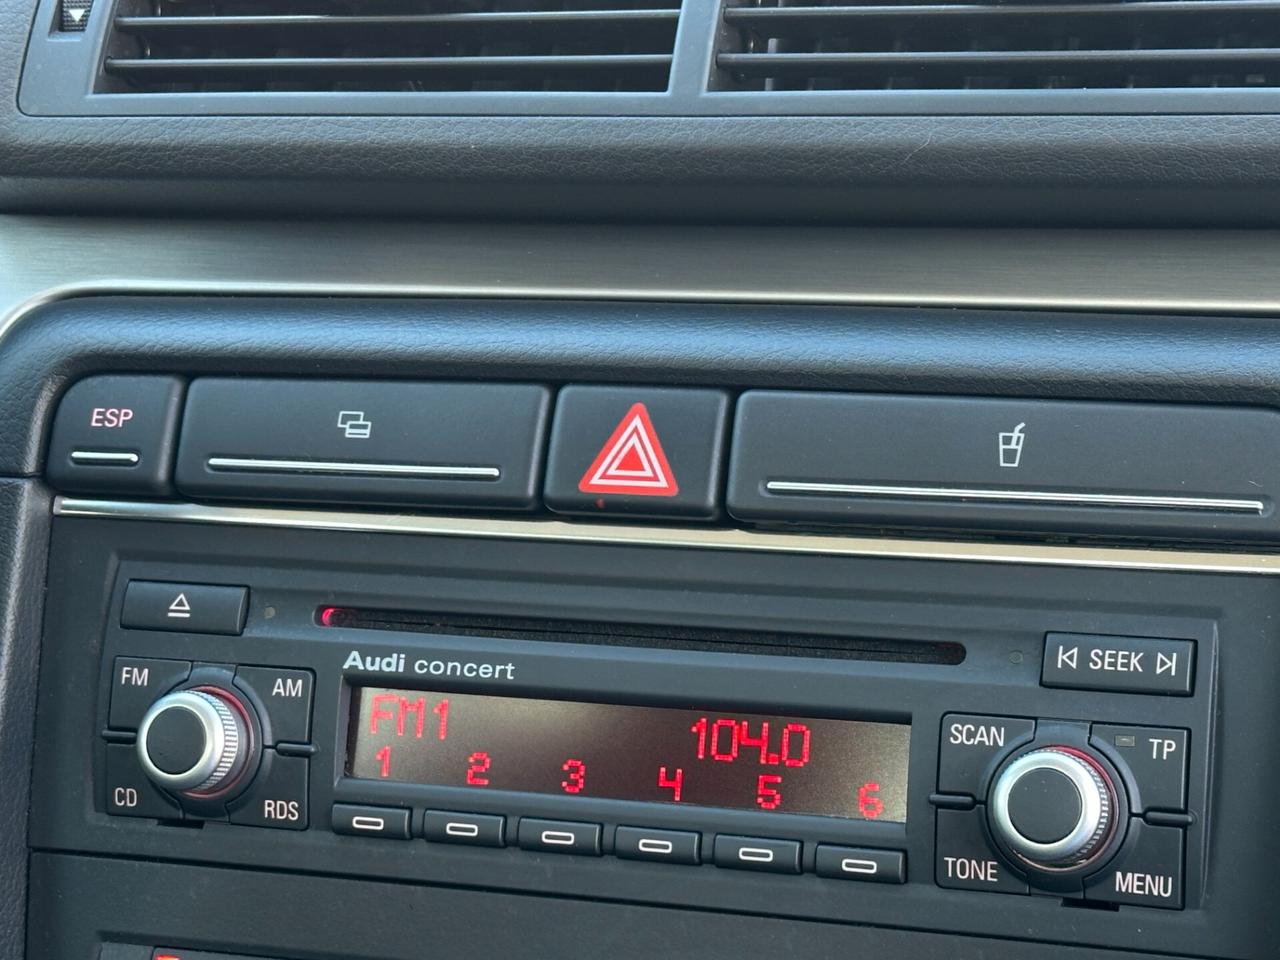 ESP
Audi concert
SEEK
FM
AM
CD
RDS
FM1 104.0
1 2 3 4 5 6
SCAN
TP
TONE
MENU